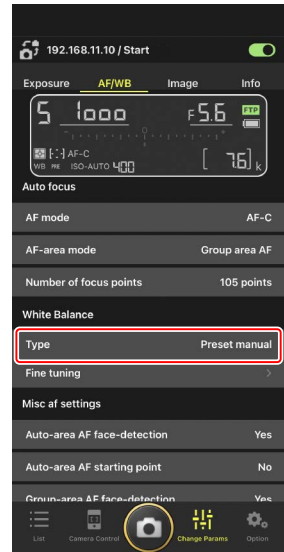 192.168.11.10 / Start
Exposure AF/WB Image Info
S 1000 F5.6 FTP
AF-C
WB PRE ISO-AUTO 400 [ 7.6] k
Auto focus
AF mode AF-C
AF-area mode Group area AF
Number of focus points 105 points
White Balance
Type Preset manual
Fine tuning >
Misc af settings
Auto-area AF face-detection Yes
Auto-area AF starting point No
Group-area AF face-detection Yes
List Camera Control Change Params Option